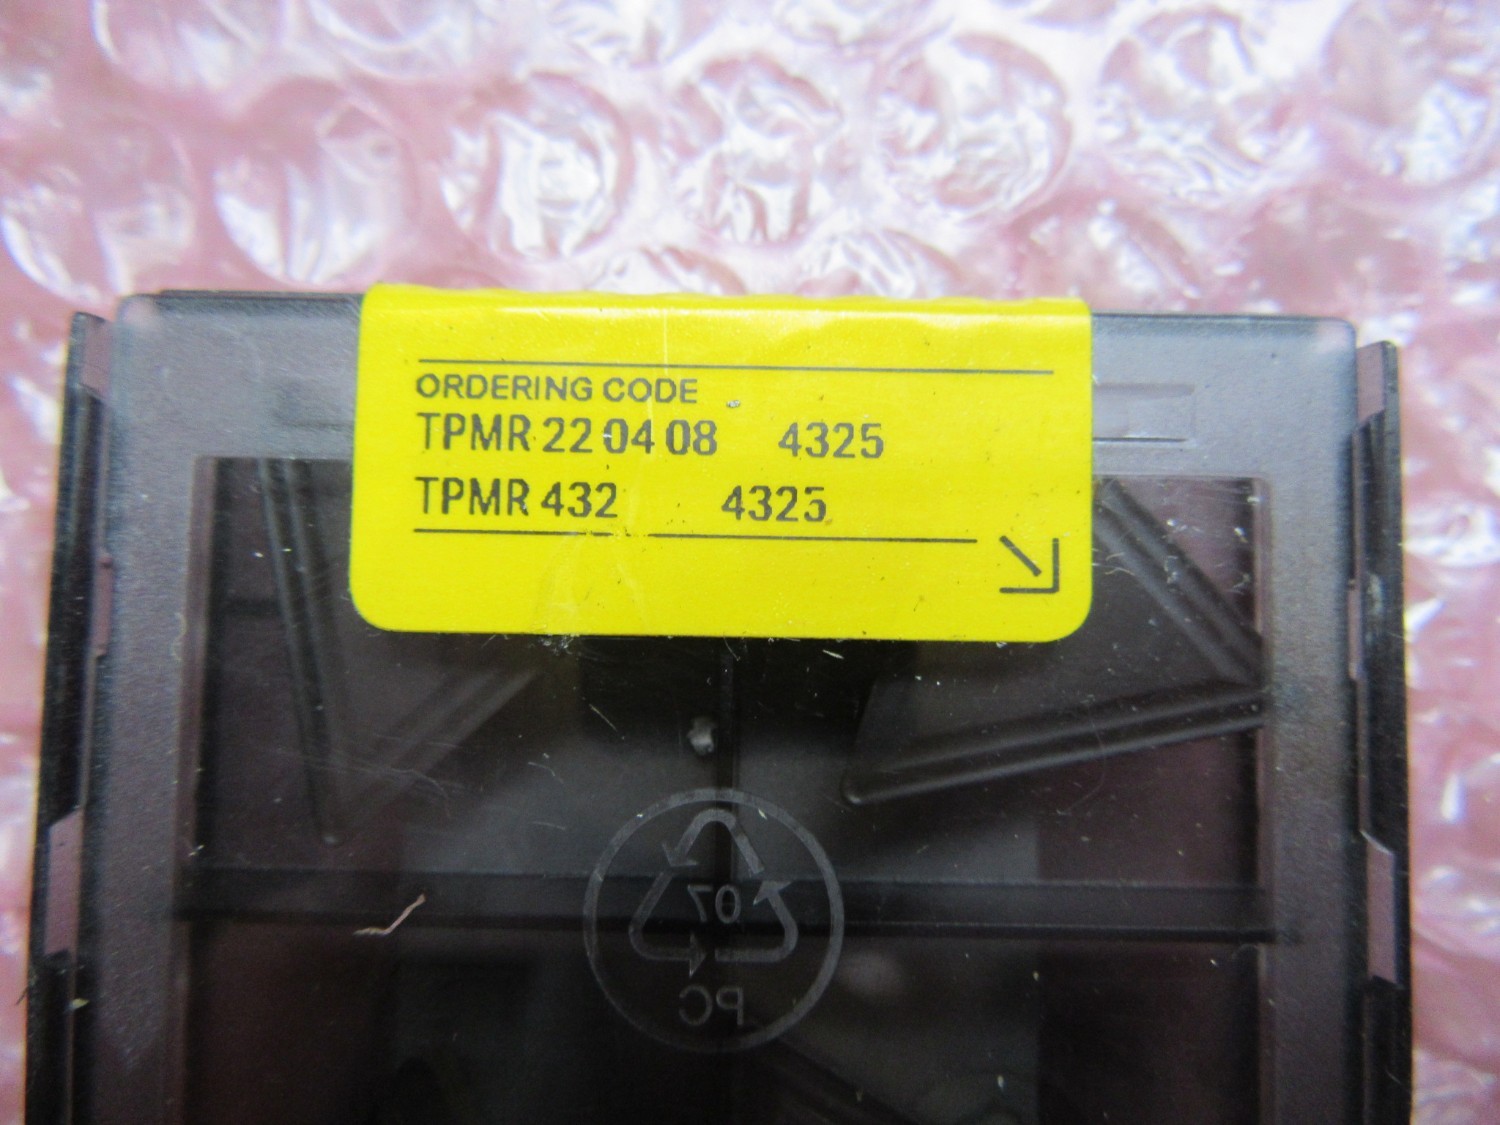 ORDERING CODE
TPMR 22 04 08 4325
TPMR 432 4325
07
PC